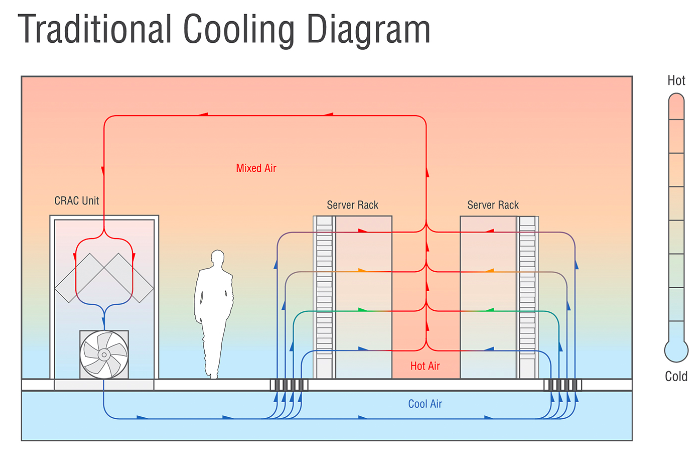 Traditional Cooling Diagram
Hot
Mixed Air
CRAC Unit
Server Rack
Server Rack
Hot Air
Cold
Cool Air